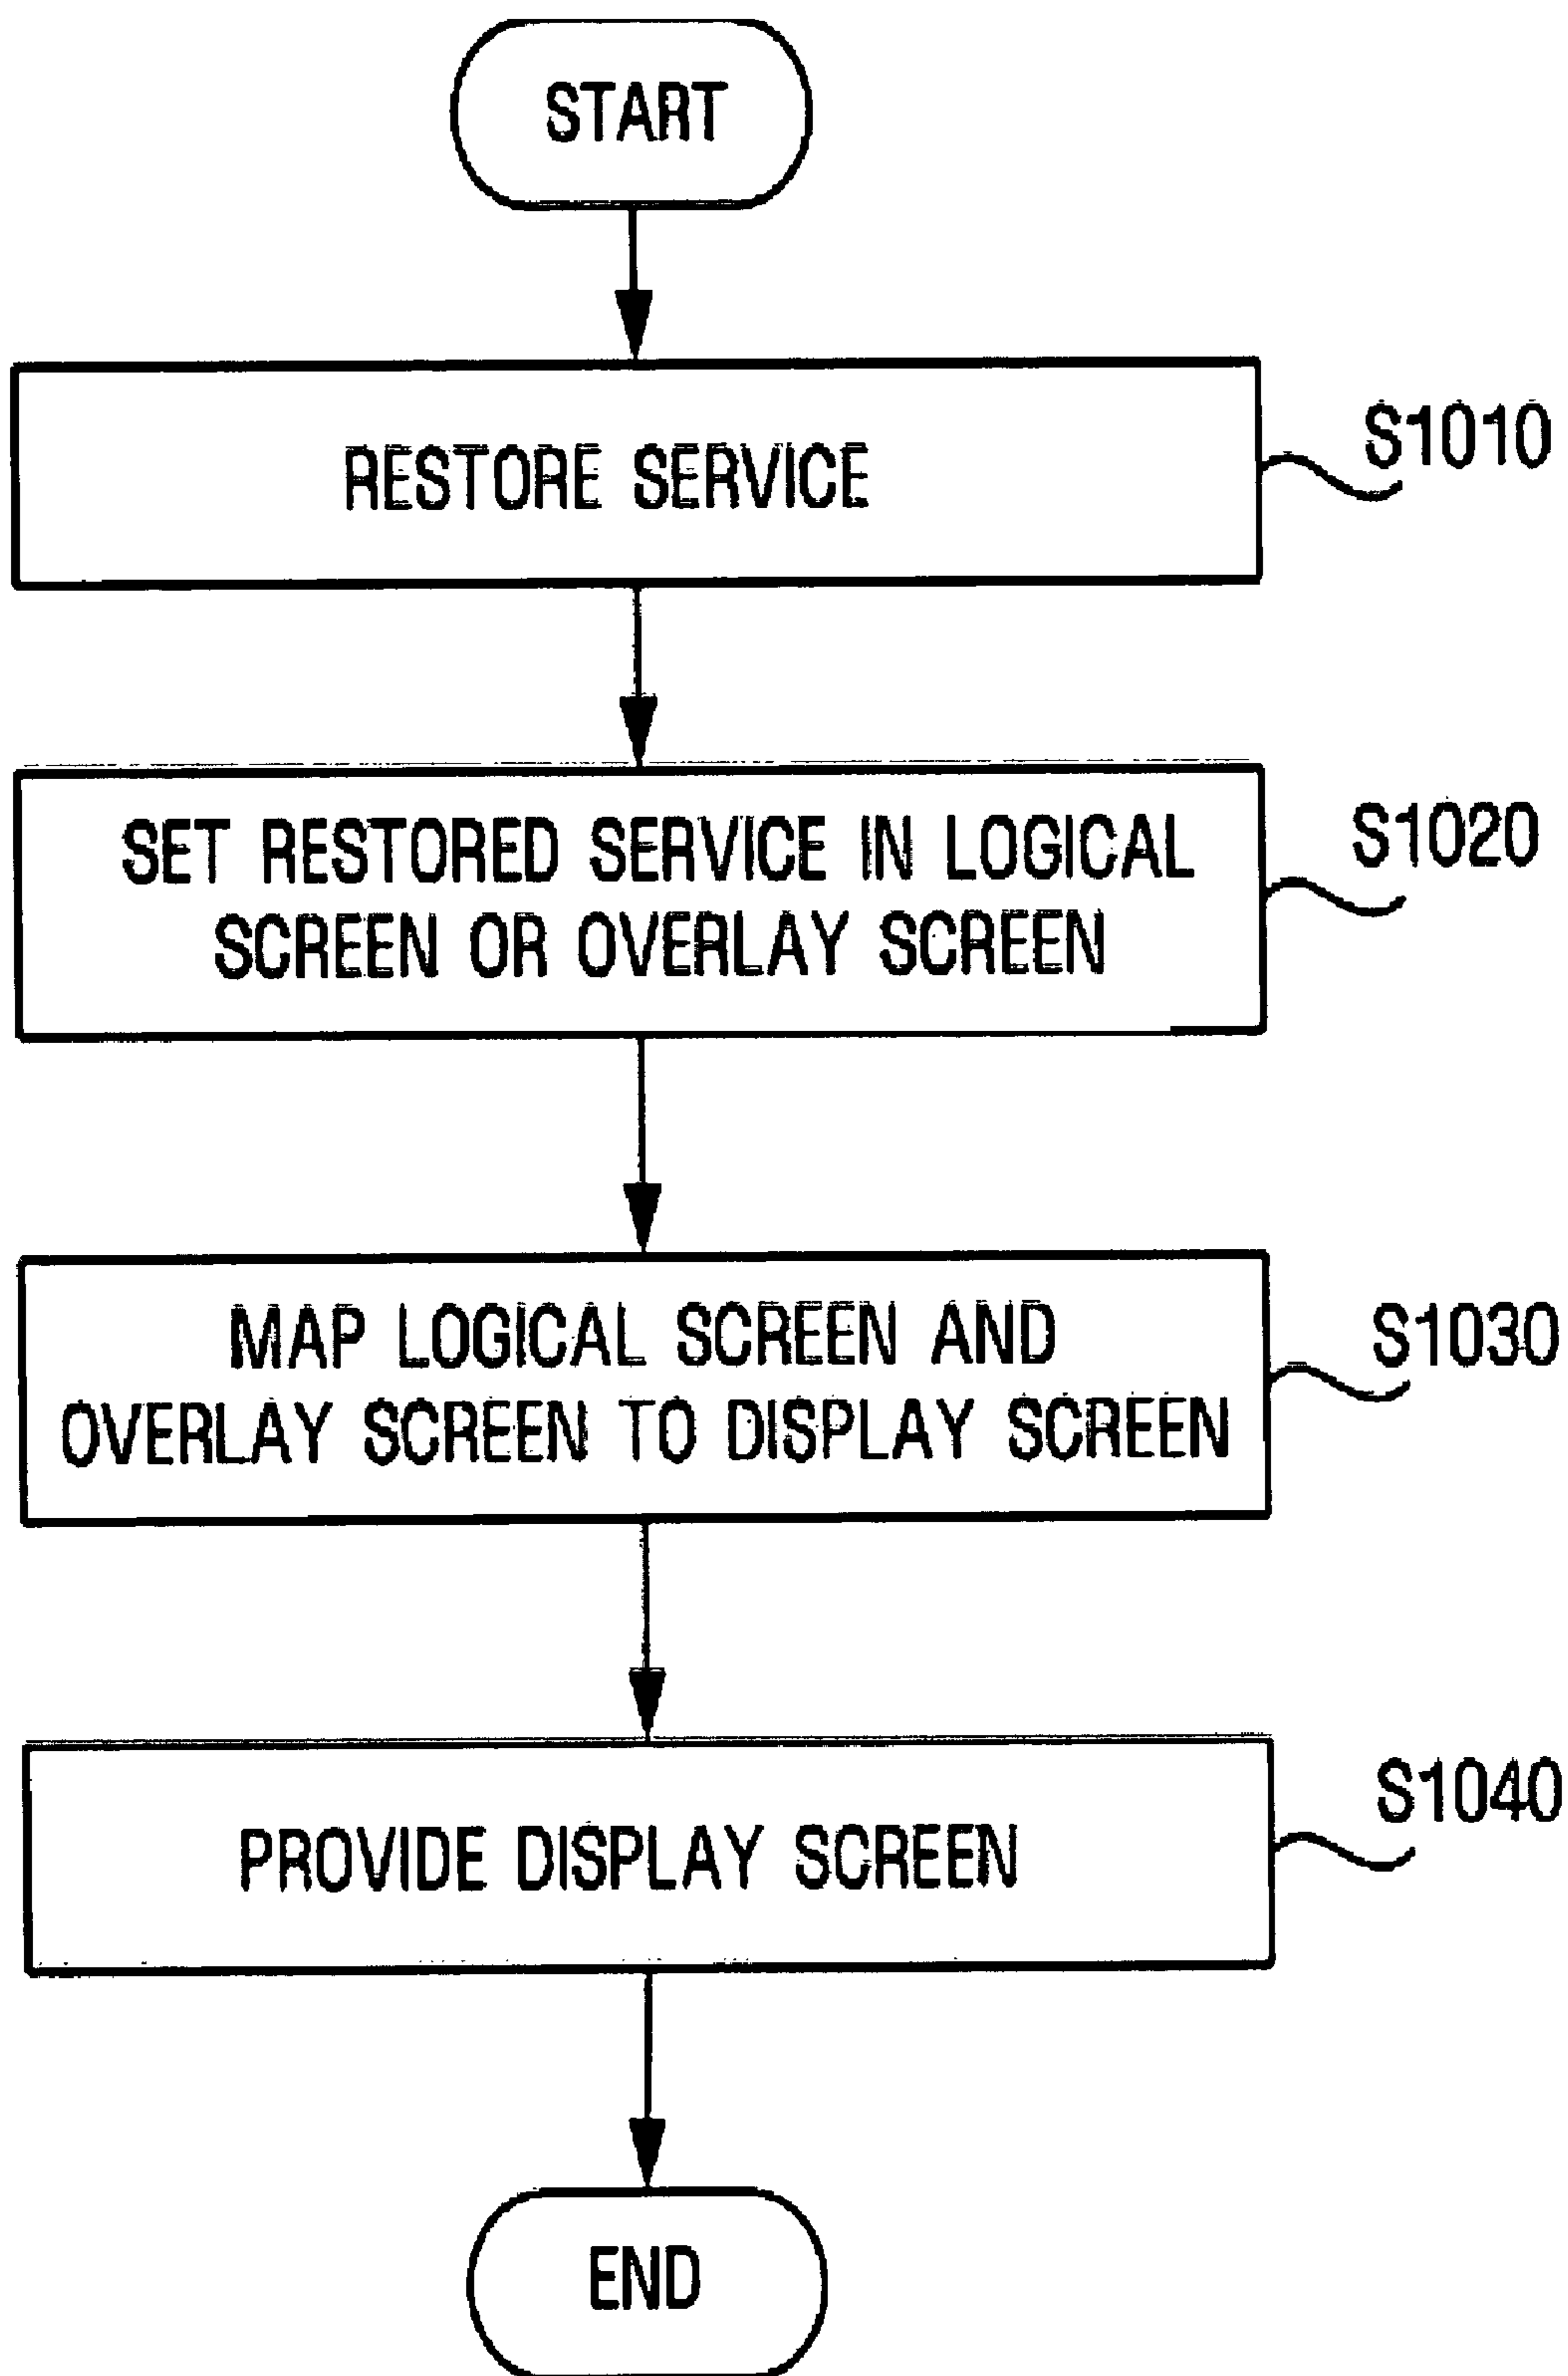 START
RESTORE SERVICE
S1010
SET RESTORED SERVICE IN LOGICAL
SCREEN OR OVERLAY SCREEN
S1020
MAP LOGICAL SCREEN AND
OVERLAY SCREEN TO DISPLAY SCREEN
S1030
PROVIDE DISPLAY SCREEN
S1040
END